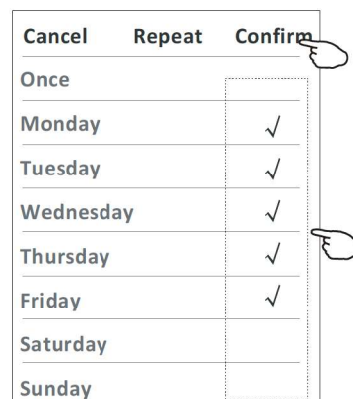 Cancel Repeat Confirm
Once
Monday √
Tuesday √
Wednesday √
Thursday √
Friday √
Saturday
Sunday